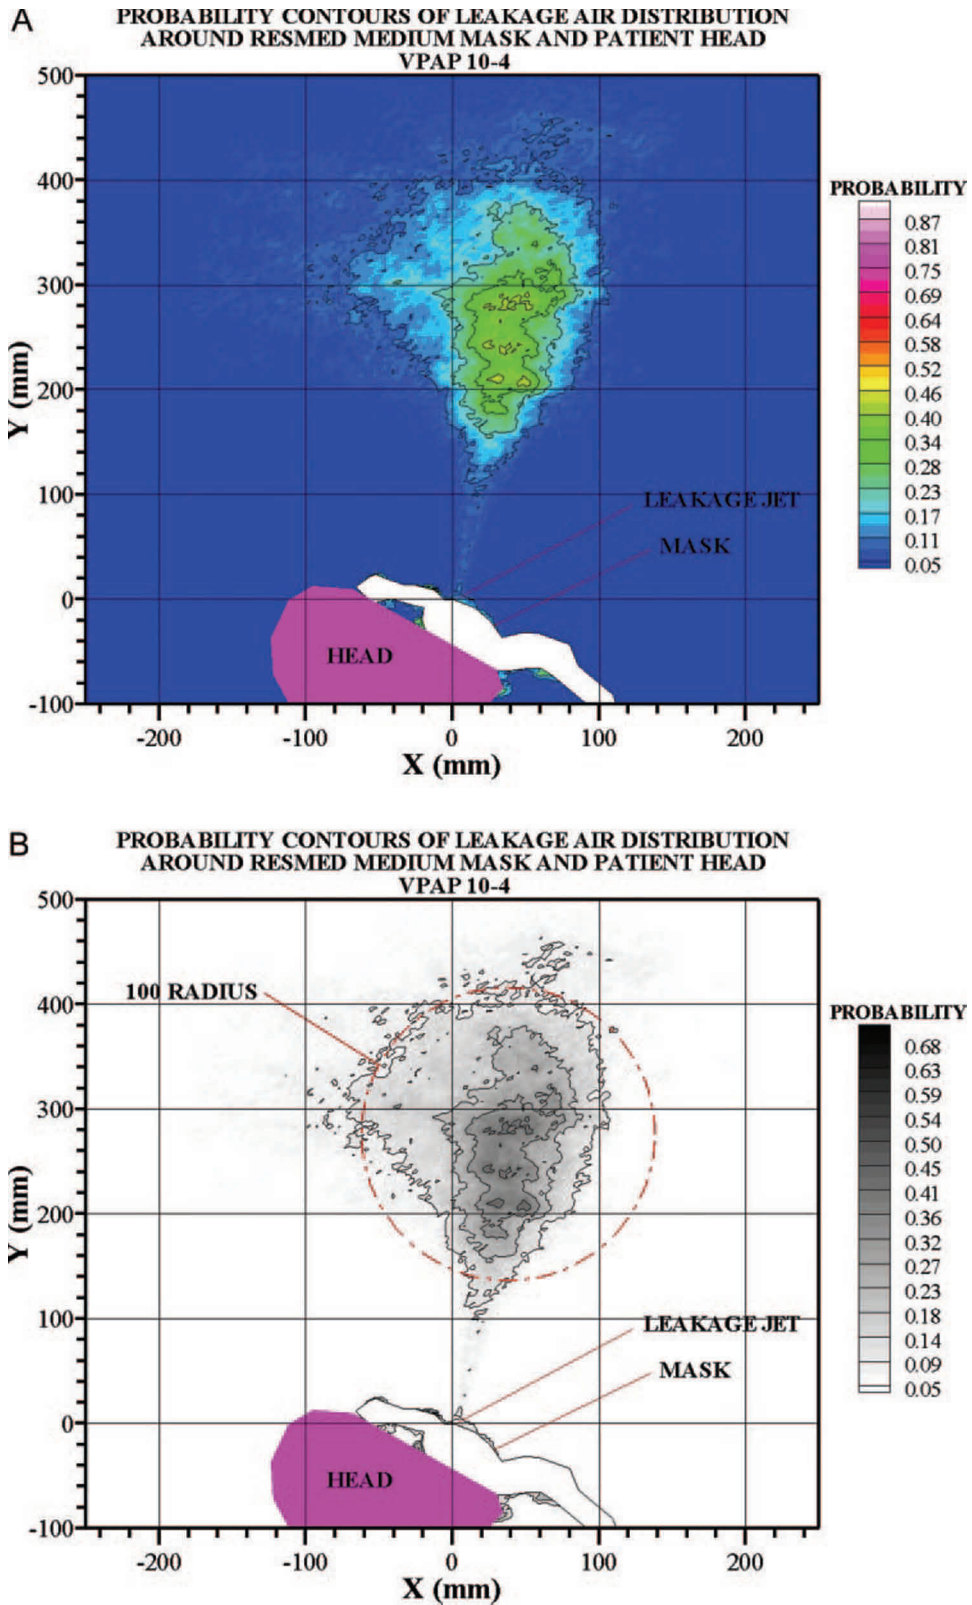 A
PROBABILITY CONTOURS OF LEAKAGE AIR DISTRIBUTION
AROUND RESMED MEDIUM MASK AND PATIENT HEAD
VPAP 10-4
500
400
300
200
100
0
-100
Y (mm)
-200
-100
0
100
200
X (mm)
LEAKAGE JET
MASK
HEAD
PROBABILITY
0.87
0.81
0.75
0.69
0.64
0.58
0.52
0.46
0.40
0.34
0.28
0.23
0.17
0.11
0.05
B
PROBABILITY CONTOURS OF LEAKAGE AIR DISTRIBUTION
AROUND RESMED MEDIUM MASK AND PATIENT HEAD
VPAP 10-4
500
400
300
200
100
0
-100
Y (mm)
-200
-100
0
100
200
X (mm)
100 RADIUS
LEAKAGE JET
MASK
HEAD
PROBABILITY
0.68
0.63
0.59
0.54
0.50
0.45
0.41
0.36
0.32
0.27
0.23
0.18
0.14
0.09
0.05